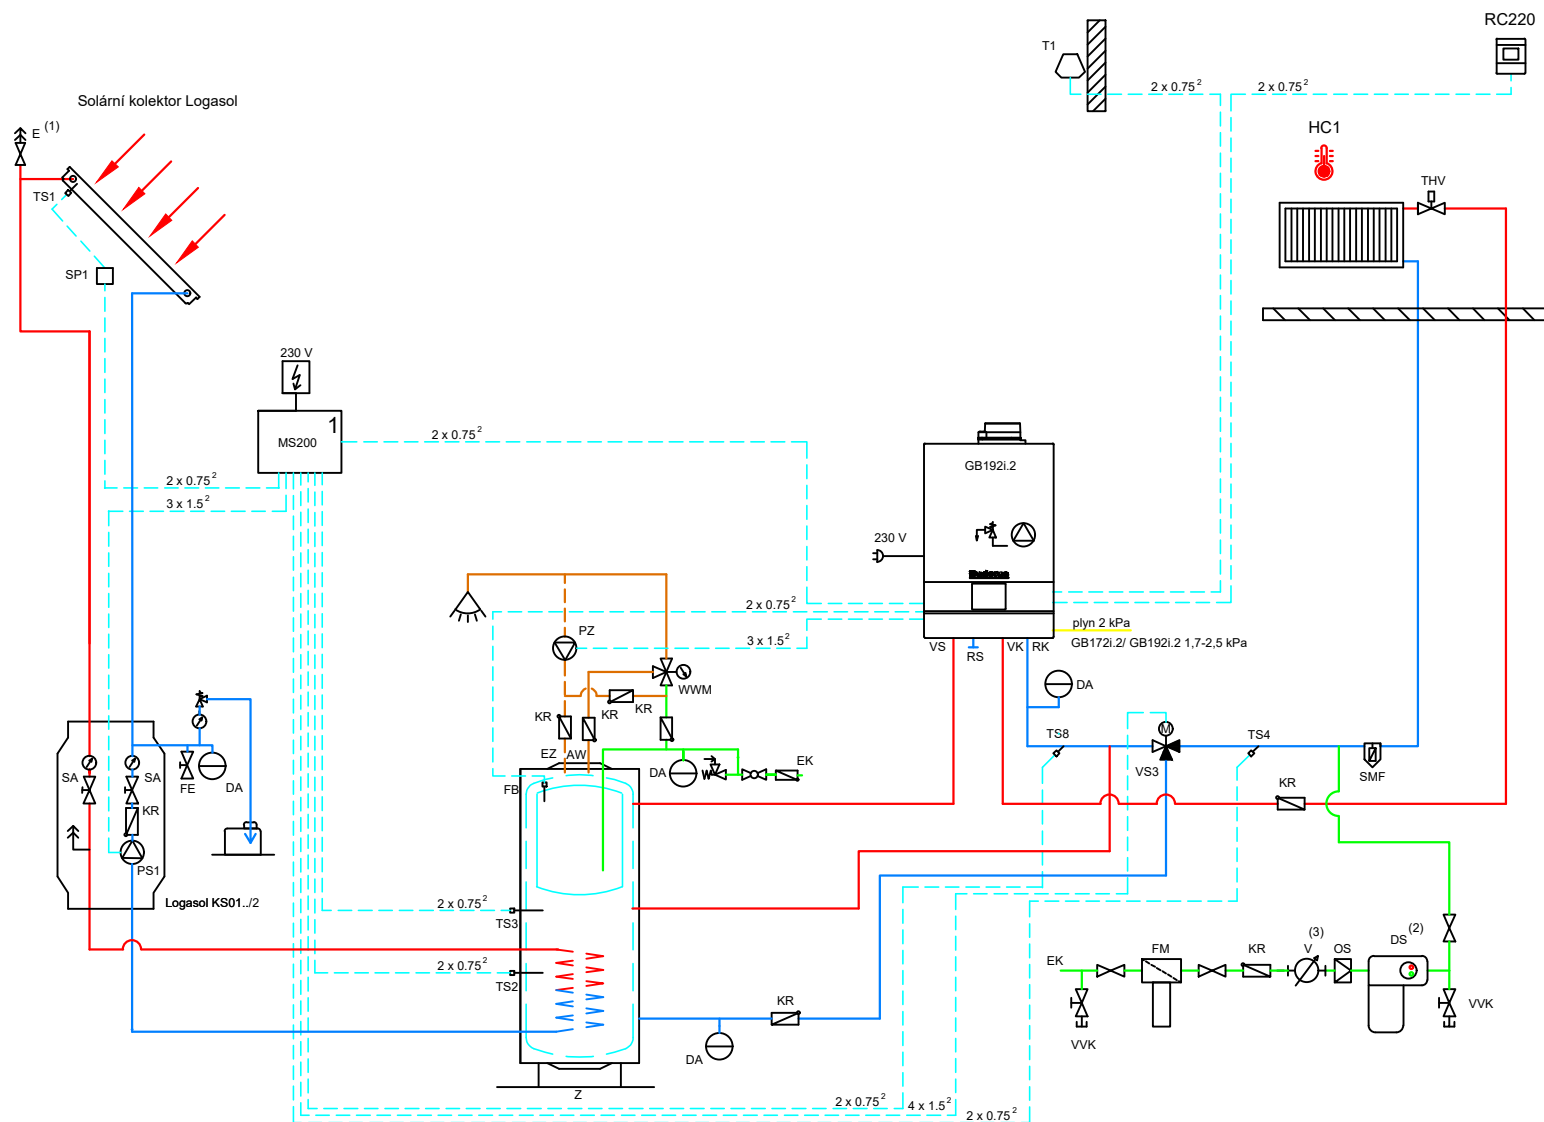 RC220
T1
2 x 0.75²
2 x 0.75²
Solární kolektor Logasol
E (1)
HC1
THV
TS1
SP1
230 V
MS200
1
2 x 0.75²
GB192i.2
2 x 0.75²
3 x 1.5²
230 V
Buderus
2 x 0.75²
3 x 1.5²
plyn 2 kPa
GB172i.2/ GB192i.2 1,7-2,5 kPa
VS
RS
VK
RK
PZ
WWM
DA
KR
KR
KR
M
TS8
TS4
VS3
SMF
EZ
AW
EK
DA
FB
SA
SA
FE
DA
KR
KR
PS1
Logasol KS01../2
2 x 0.75²
TS3
2 x 0.75²
TS2
KR
DA
Z
EK
FM
KR
V (3)
OS
DS (2)
VVK
VVK
2 x 0.75²
4 x 1.5²
2 x 0.75²